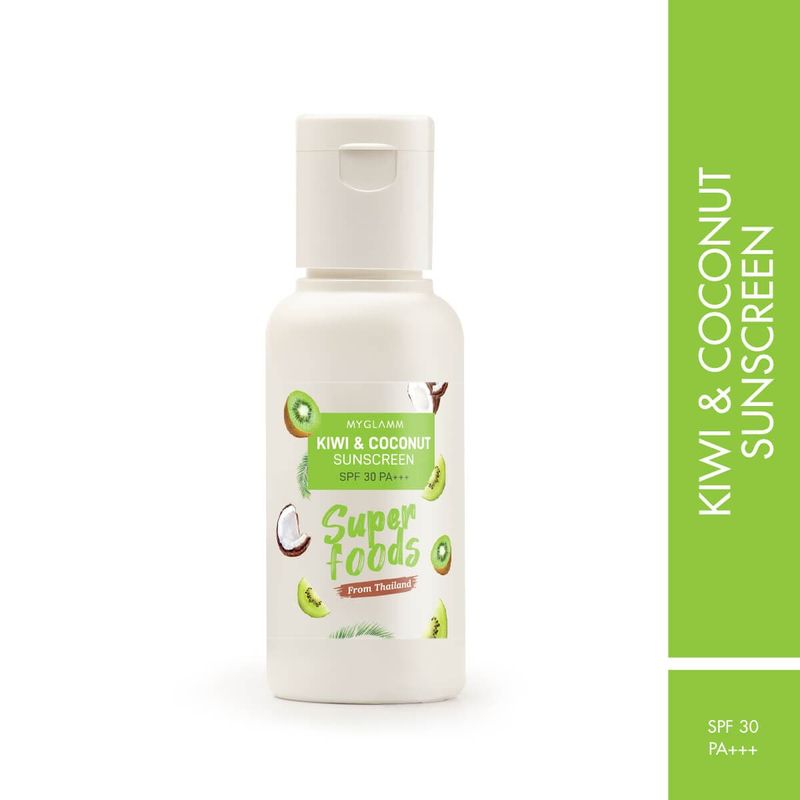 MYGLAMM
KIWI & COCONUT
SUNSCREEN
SPF 30 PA+++
Super
foods
From Thailand
KIWI & COCONUT
SUNSCREEN
SPF 30
PA+++